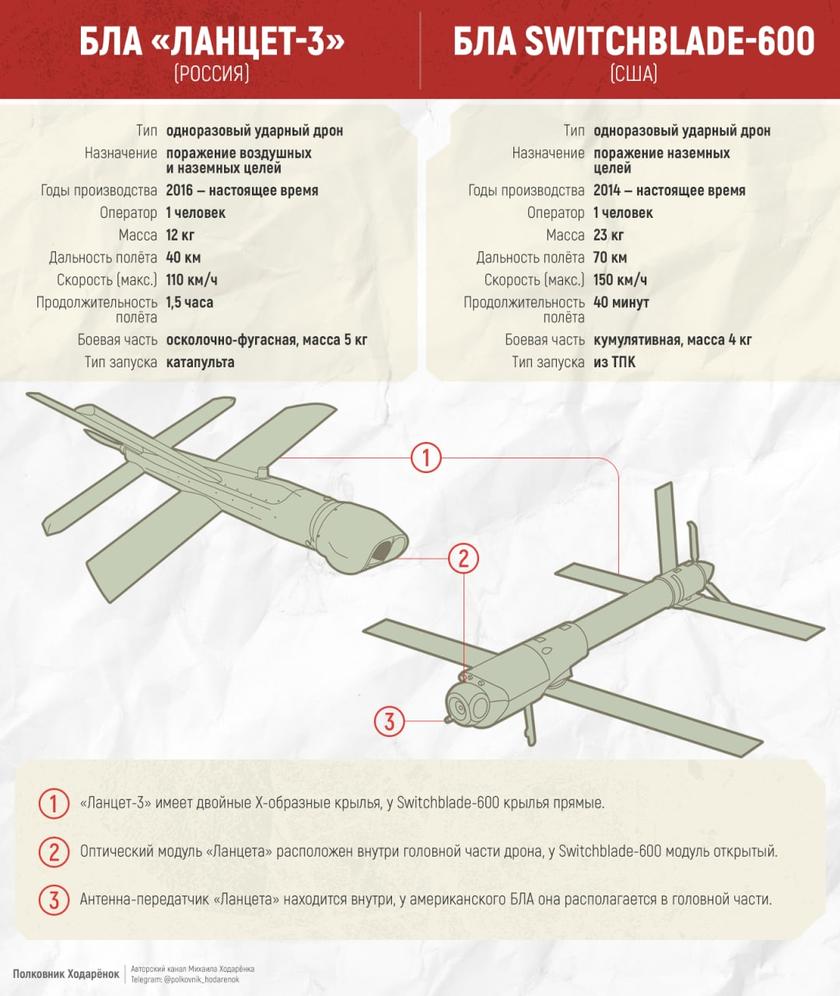 БЛА «ЛАНЦЕТ-3»
(РОССИЯ)
Тип одноразовый ударный дрон
Назначение поражение воздушных
и наземных целей
Годы производства 2016 – настоящее время
Оператор 1 человек
Масса 12 кг
Дальность полёта 40 км
Скорость (макс.) 110 км/ч
Продолжительность 1,5 часа
полёта
Боевая часть осколочно-фугасная, масса 5 кг
Тип запуска катапульта
БЛА SWITCHBLADE-600
(США)
Тип одноразовый ударный дрон
Назначение поражение наземных
целей
Годы производства 2014 – настоящее время
Оператор 1 человек
Масса 23 кг
Дальность полёта 70 км
Скорость (макс.) 150 км/ч
Продолжительность 40 минут
полёта
Боевая часть кумулятивная, масса 4 кг
Тип запуска из ТПК
1
2
3
1 «Ланцет-3» имеет двойные Х-образные крылья, у Switchblade-600 крылья прямые.
2 Оптический модуль «Ланцета» расположен внутри головной части дрона, у Switchblade-600 модуль открытый.
3 Антенна-передатчик «Ланцета» находится внутри, у американского БЛА она располагается в головной части.
Полковник Ходарёнок
Авторский канал Михаила Ходарёнка
Telegram: @polkovnik_hodarenok